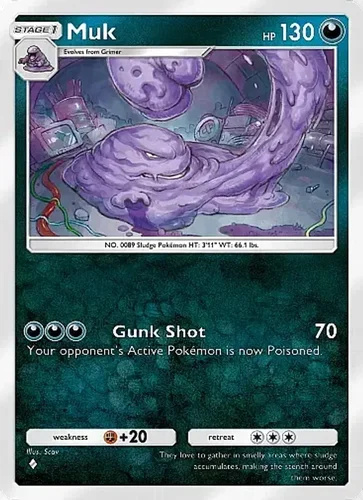 STAGE 1 Muk HP 130
Evolves from Grimer
NO. 0089 Sludge Pokémon HT: 3'11" WT: 66.1 lbs.
Gunk Shot 70
Your opponent's Active Pokémon is now Poisoned.
weakness +20 retreat
Illus. Scav
They love to gather in smelly areas where sludge
accumulates, making the stench around
them worse.